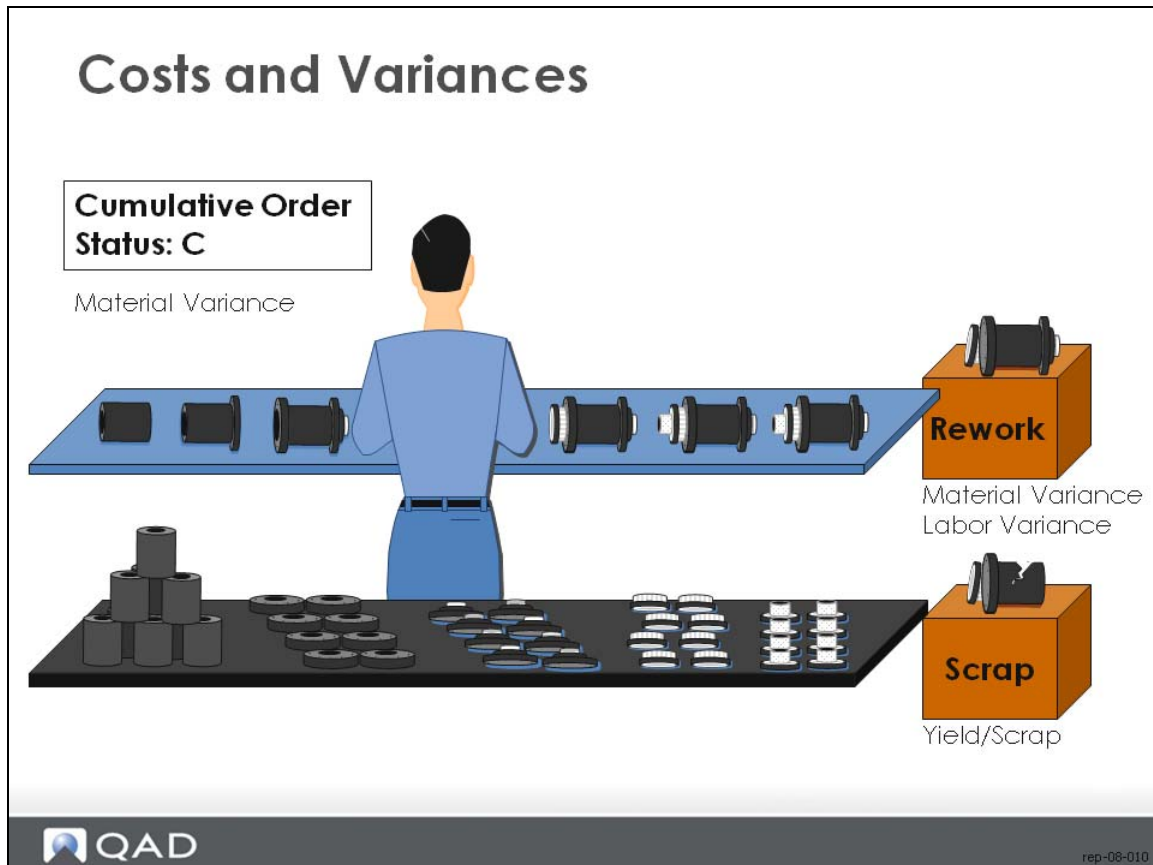 Costs and Variances
Cumulative Order
Status: C
Material Variance
Rework
Material Variance
Labor Variance
Scrap
Yield/Scrap
QAD
rep-08-010